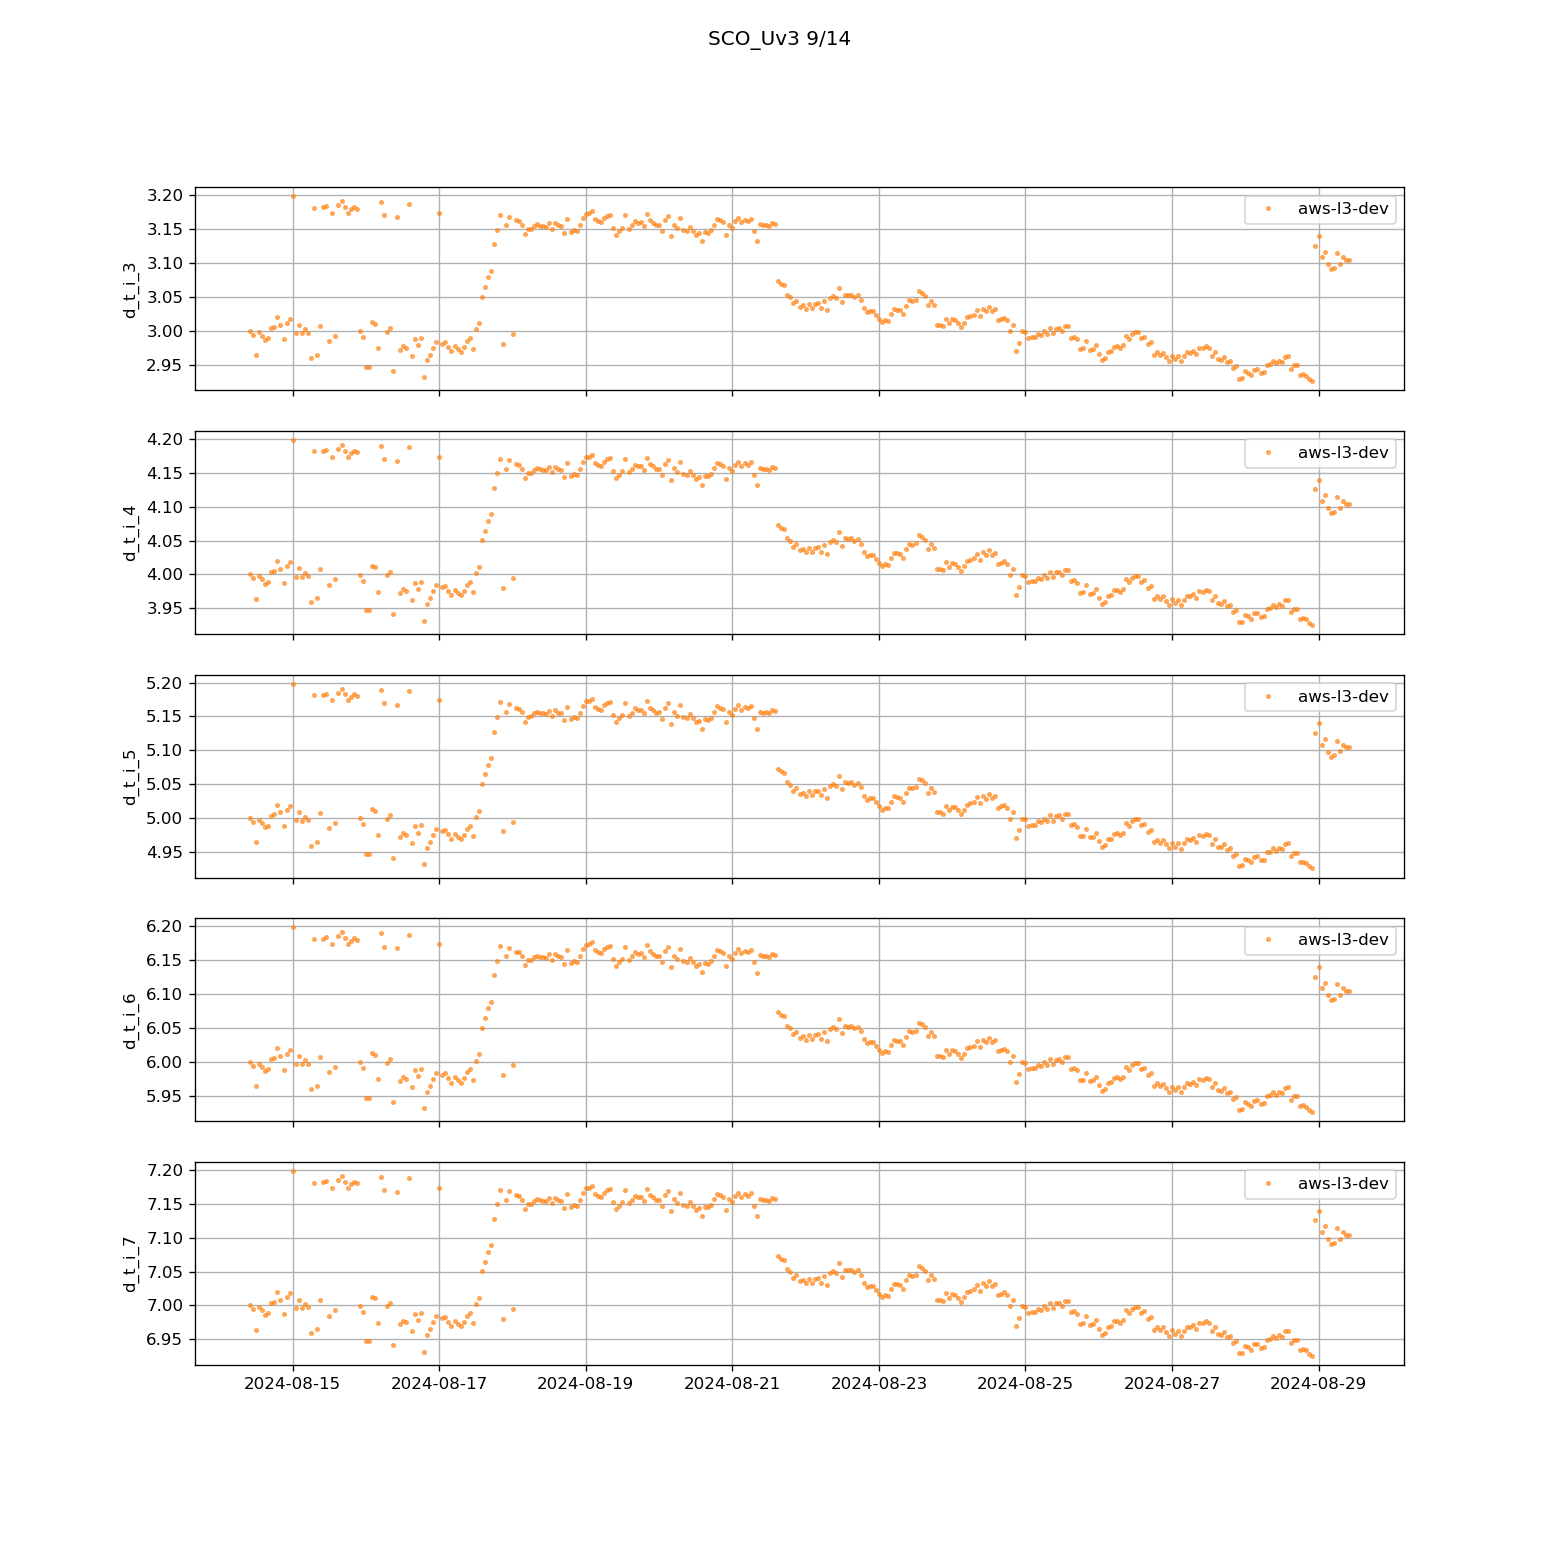 SCO_Uv3 9/14
3.20
3.15
3.10
3.05
3.00
2.95
d_t_i_3
aws-l3-dev
4.20
4.15
4.10
4.05
4.00
3.95
d_t_i_4
aws-l3-dev
5.20
5.15
5.10
5.05
5.00
4.95
d_t_i_5
aws-l3-dev
6.20
6.15
6.10
6.05
6.00
5.95
d_t_i_6
aws-l3-dev
7.20
7.15
7.10
7.05
7.00
6.95
d_t_i_7
aws-l3-dev
2024-08-15 2024-08-17 2024-08-19 2024-08-21 2024-08-23 2024-08-25 2024-08-27 2024-08-29